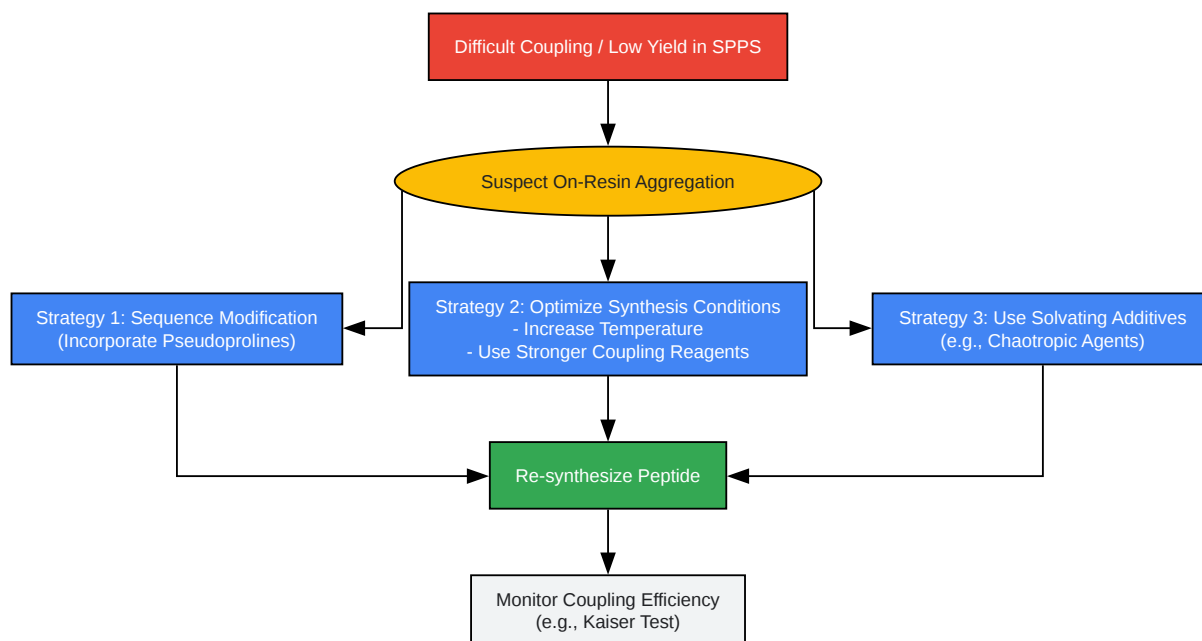 Difficult Coupling / Low Yield in SPPS
Suspect On-Resin Aggregation
Strategy 1: Sequence Modification
(Incorporate Pseudoprolines)
Strategy 2: Optimize Synthesis Conditions
- Increase Temperature
- Use Stronger Coupling Reagents
Strategy 3: Use Solvating Additives
(e.g., Chaotropic Agents)
Re-synthesize Peptide
Monitor Coupling Efficiency
(e.g., Kaiser Test)